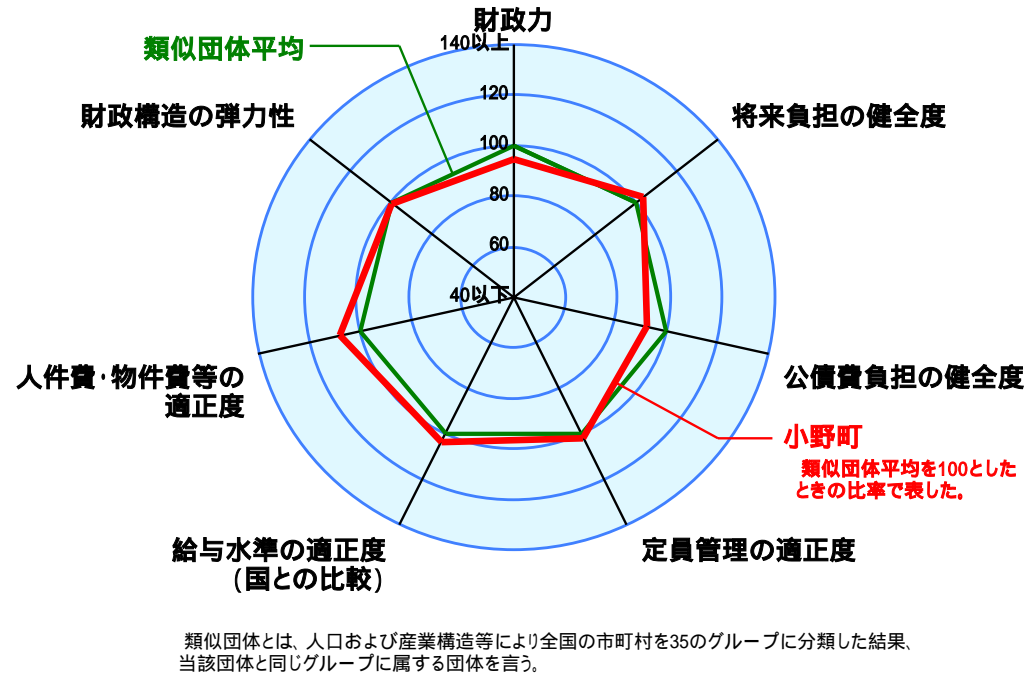 財政力
140以上
類似団体平均
120
財政構造の弾力性
将来負担の健全度
100
80
60
40以下
人件費・物件費等の
適正度
公債費負担の健全度
小野町
類似団体平均を100とした
ときの比率で表した。
給与水準の適正度
(国との比較)
定員管理の適正度
類似団体とは、人口および産業構造等により全国の市町村を35のグループに分類した結果、
当該団体と同じグループに属する団体を言う。